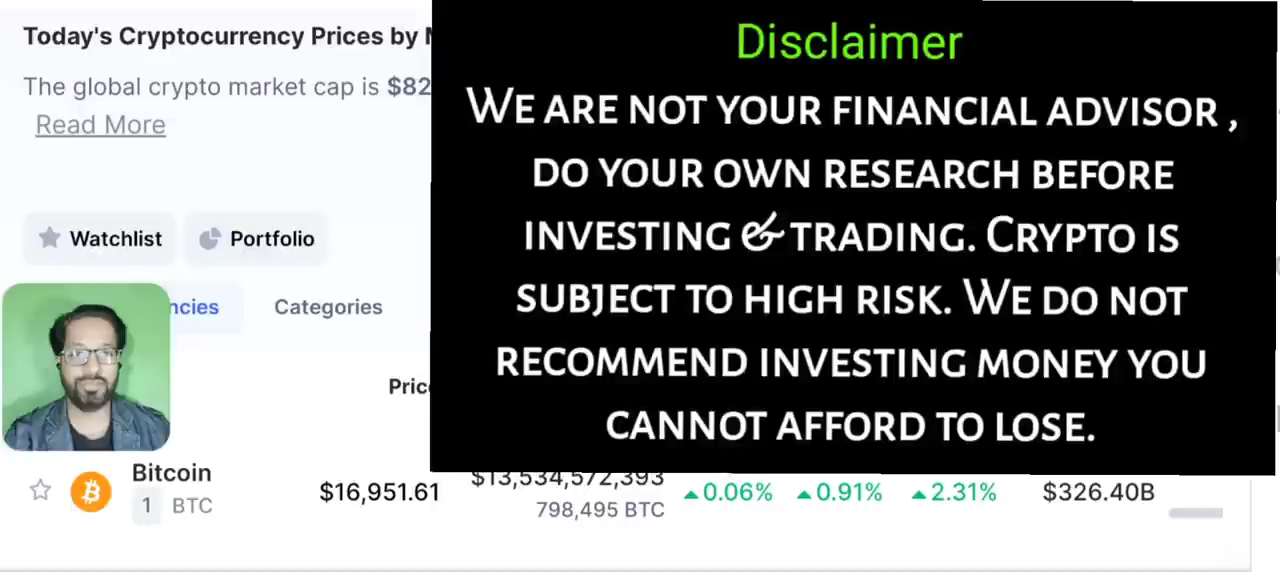 Today's Cryptocurrency Prices by
The global crypto market cap is $82
Read More
Watchlist
Portfolio
ncies
Categories
Price
Disclaimer
WE ARE NOT YOUR FINANCIAL ADVISOR ,
DO YOUR OWN RESEARCH BEFORE
INVESTING & TRADING. CRYPTO IS
SUBJECT TO HIGH RISK. WE DO NOT
RECOMMEND INVESTING MONEY YOU
CANNOT AFFORD TO LOSE.
Bitcoin
1 BTC
$16,951.61
$13,534,572,393
798,495 BTC
0.06%
0.91%
2.31%
$326.40B